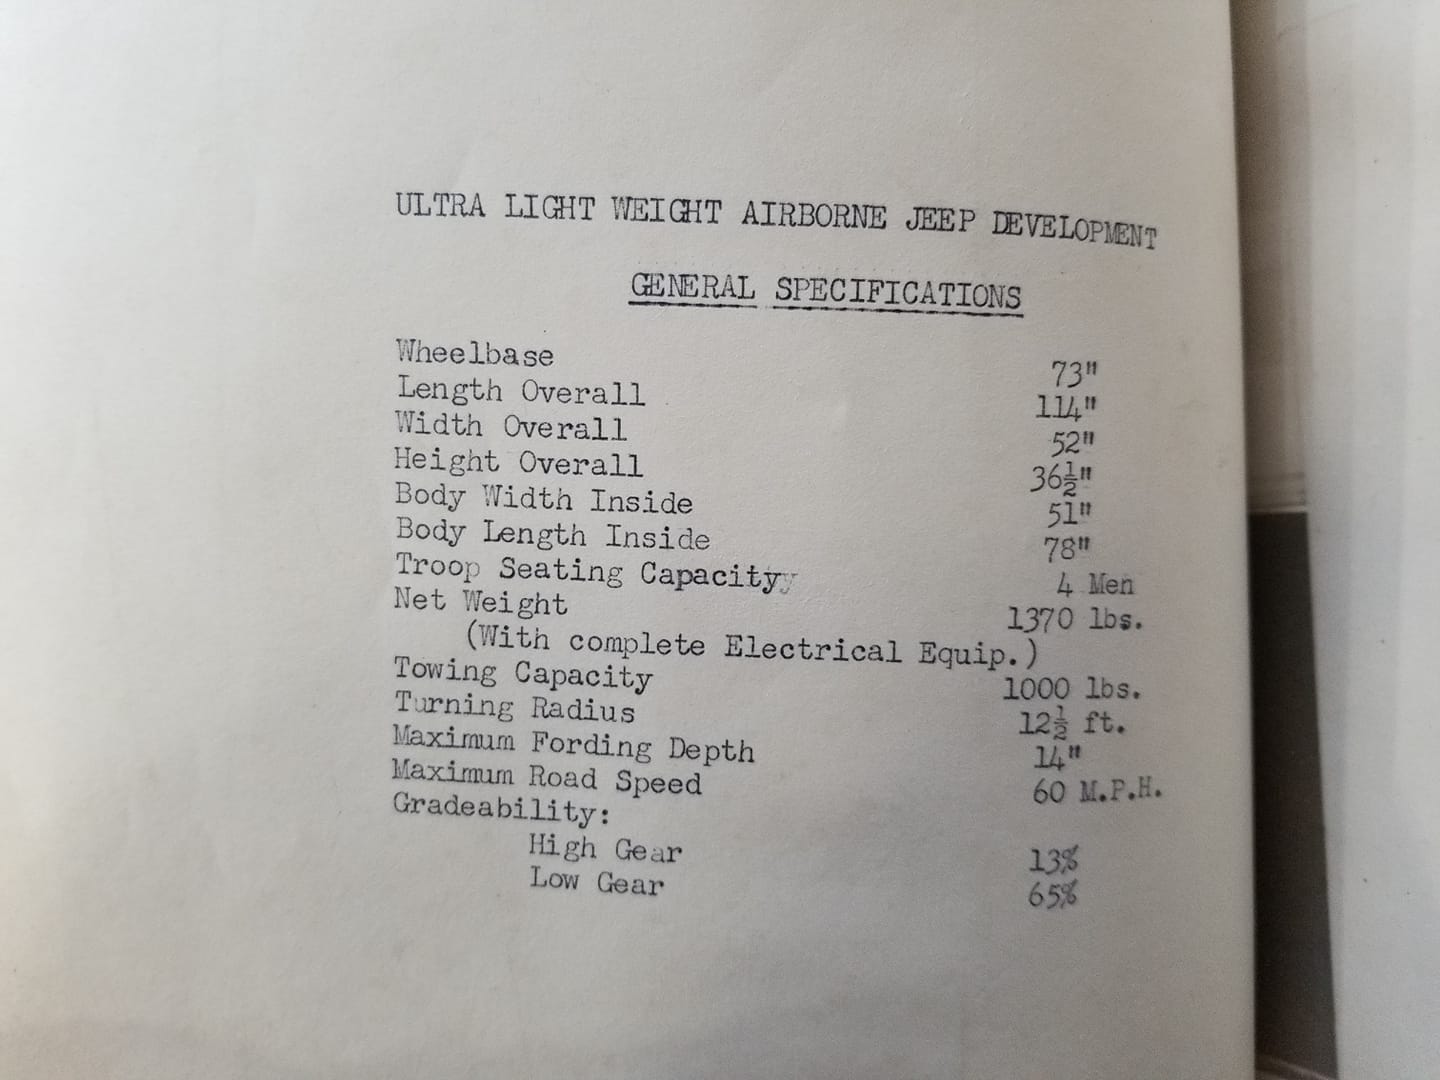 ULTRA LIGHT WEIGHT AIRBORNE JEEP DEVELOPMENT
GENERAL SPECIFICATIONS
Wheelbase 73"
Length Overall 114"
Width Overall 52"
Height Overall 36½"
Body Width Inside 51"
Body Length Inside 78"
Troop Seating Capacityy 4 Men
Net Weight 1370 lbs.
(With complete Electrical Equip.)
Towing Capacity 1000 lbs.
Turning Radius 12½ ft.
Maximum Fording Depth 14"
Maximum Road Speed 60 M.P.H.
Gradeability:
High Gear 13%
Low Gear 65%